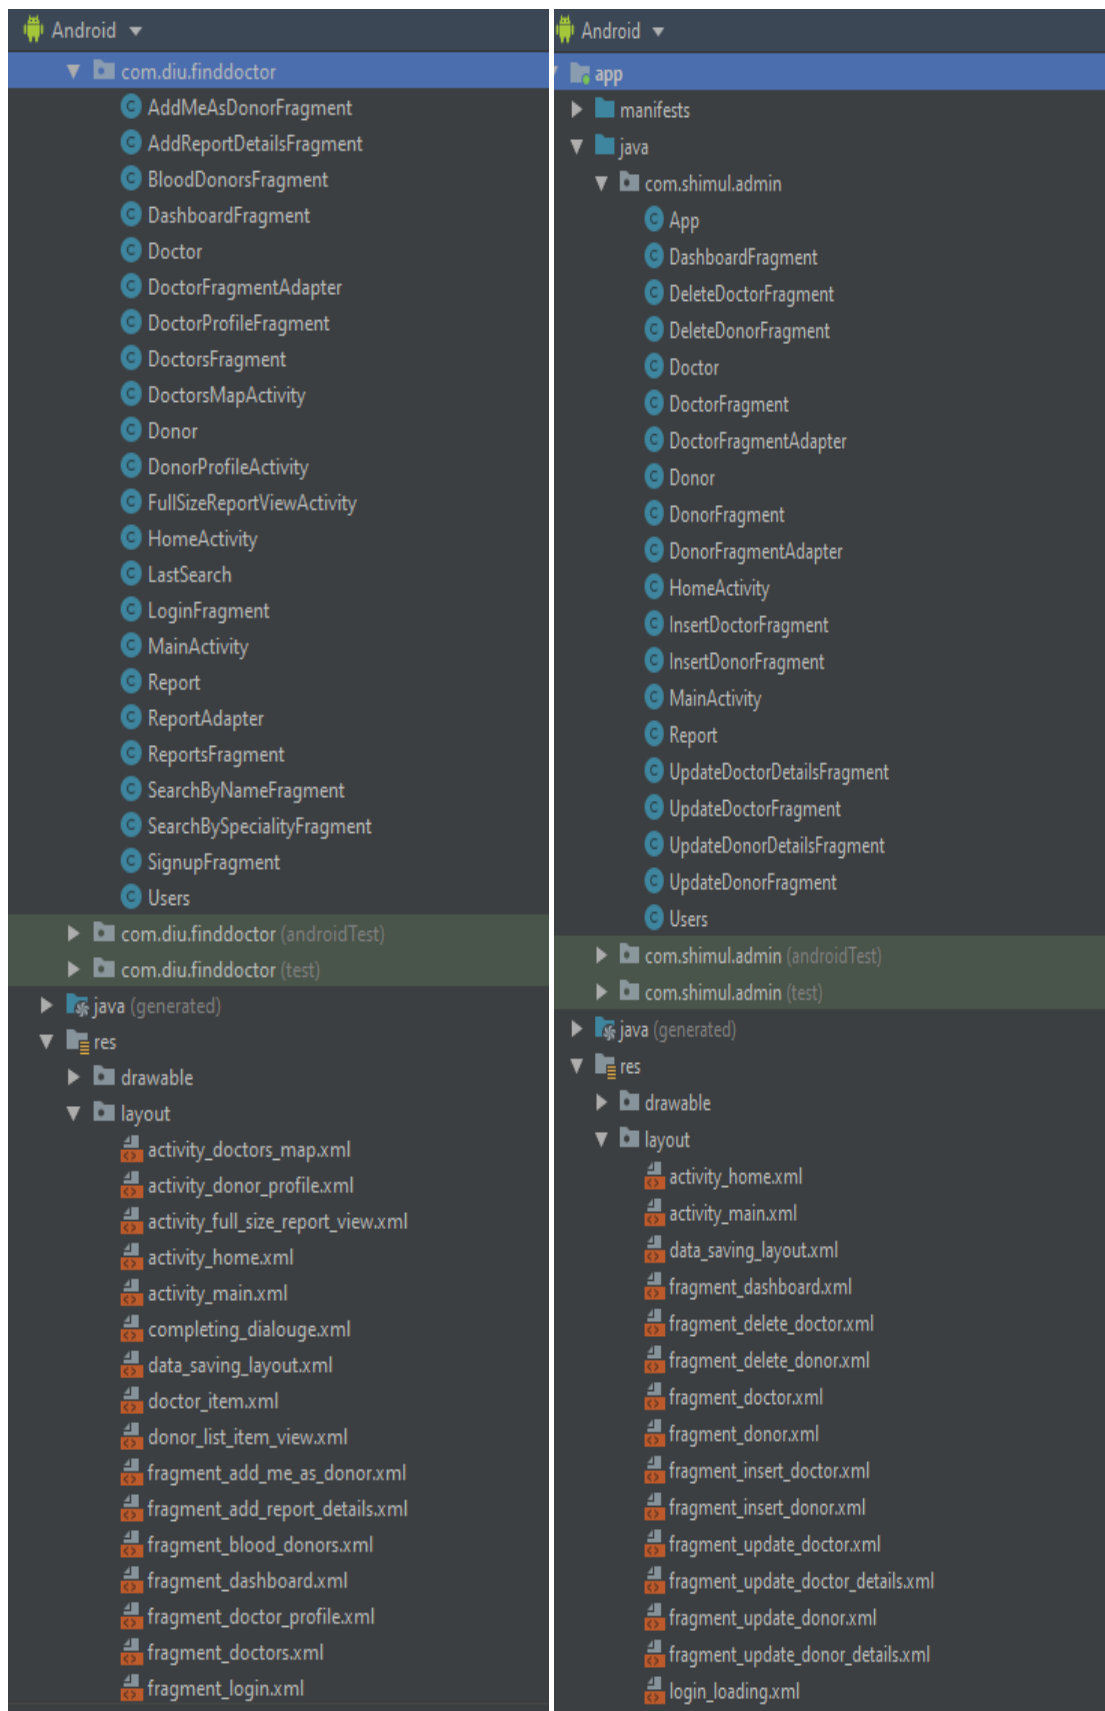 Android
com.diu.finddoctor
AddMeAsDonorFragment
AddReportDetailsFragment
BloodDonorsFragment
DashboardFragment
Doctor
DoctorFragmentAdapter
DoctorProfileFragment
DoctorsFragment
DoctorsMapActivity
Donor
DonorProfileActivity
FullSizeReportViewActivity
HomeActivity
LastSearch
LoginFragment
MainActivity
Report
ReportAdapter
ReportsFragment
SearchByNameFragment
SearchBySpecialityFragment
SignupFragment
Users
com.diu.finddoctor (androidTest)
com.diu.finddoctor (test)
java (generated)
res
drawable
layout
activity_doctors_map.xml
activity_donor_profile.xml
activity_full_size_report_view.xml
activity_home.xml
activity_main.xml
completing_dialouge.xml
data_saving_layout.xml
doctor_item.xml
donor_list_item_view.xml
fragment_add_me_as_donor.xml
fragment_add_report_details.xml
fragment_blood_donors.xml
fragment_dashboard.xml
fragment_doctor_profile.xml
fragment_doctors.xml
fragment_login.xml
Android
app
manifests
java
com.shimul.admin
App
DashboardFragment
DeleteDoctorFragment
DeleteDonorFragment
Doctor
DoctorFragment
DoctorFragmentAdapter
Donor
DonorFragment
DonorFragmentAdapter
HomeActivity
InsertDoctorFragment
InsertDonorFragment
MainActivity
Report
UpdateDoctorDetailsFragment
UpdateDoctorFragment
UpdateDonorDetailsFragment
UpdateDonorFragment
Users
com.shimul.admin (androidTest)
com.shimul.admin (test)
java (generated)
res
drawable
layout
activity_home.xml
activity_main.xml
data_saving_layout.xml
fragment_dashboard.xml
fragment_delete_doctor.xml
fragment_delete_donor.xml
fragment_doctor.xml
fragment_donor.xml
fragment_insert_doctor.xml
fragment_insert_donor.xml
fragment_update_doctor.xml
fragment_update_doctor_details.xml
fragment_update_donor.xml
fragment_update_donor_details.xml
login_loading.xml